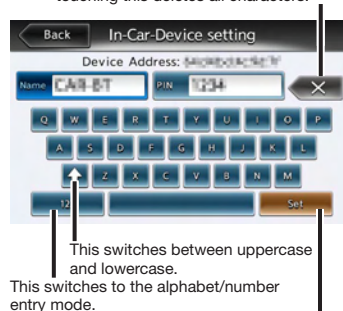 touching this deletes all characters.
Back In-Car-Device setting
Device Address:
Name CAR-BT PIN 1234
Q W E R T Y U I O P
A S D F G H J K L
Z X C V B N M
12 Set
This switches between uppercase
and lowercase.
This switches to the alphabet/number
entry mode.